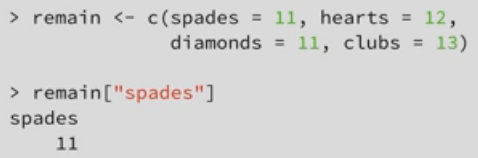 > remain <- c(spades = 11, hearts = 12,
diamonds = 11, clubs = 13)
> remain["spades"]
spades
11